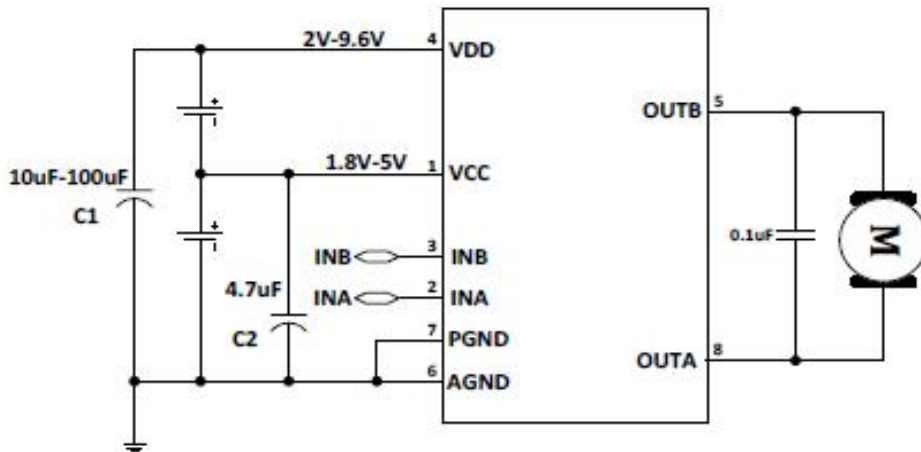 2V-9.6V 4 VDD
OUTB 5
10uF-100uF
C1
1.8V-5V 1 VCC
0.1uF
M
INB 3 INB
4.7uF
INA 2 INA
C2
7 PGND
OUTA 8
6 AGND